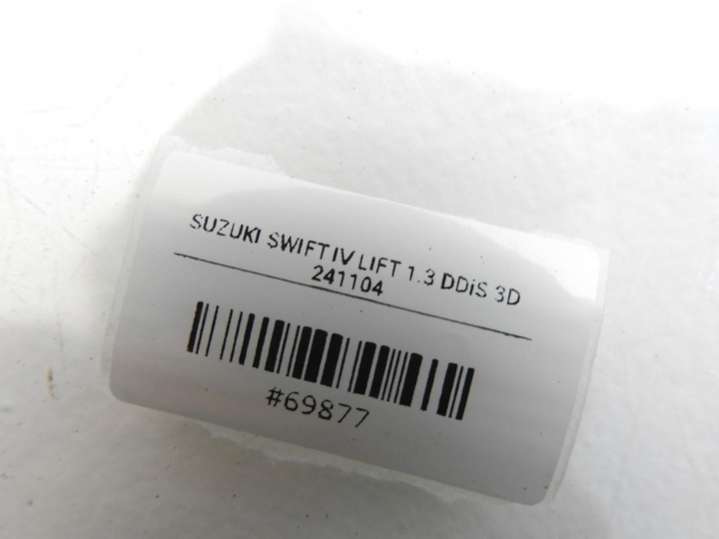 SUZUKI SWIFT IV LIFT 1.3 DDiS 3D
241104
#69877